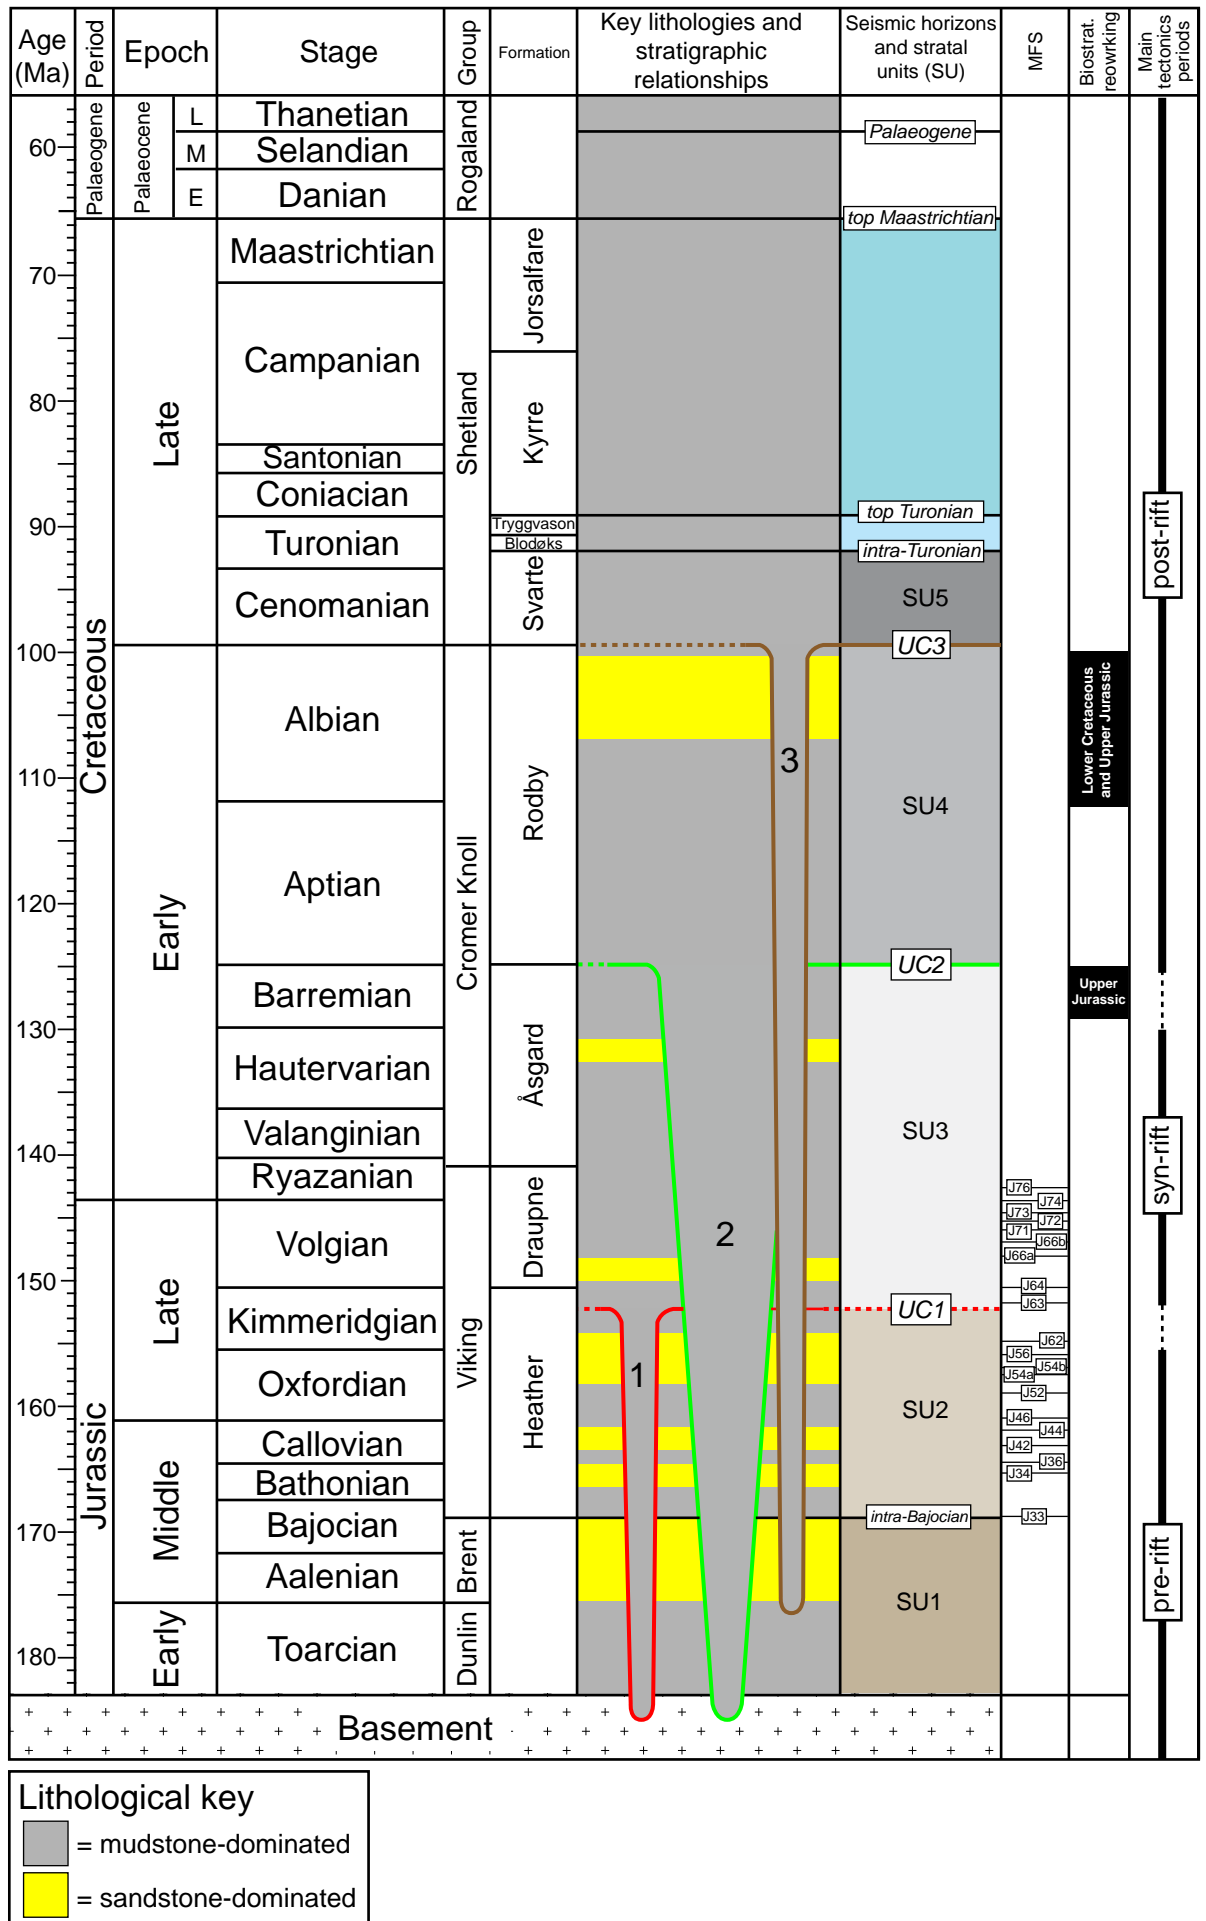 Age
(Ma)
Period
Epoch
Stage
Group
Formation
Key lithologies and
stratigraphic
relationships
Seismic horizons
and stratal
units (SU)
MFS
Biostrat.
reowrking
Main
tectonics
periods
60
70
80
90
100
110
120
130
140
150
160
170
180
Palaeogene
Cretaceous
Jurassic
Palaeocene
L
M
E
Late
Early
Late
Middle
Early
Thanetian
Selandian
Danian
Maastrichtian
Campanian
Santonian
Coniacian
Turonian
Cenomanian
Albian
Aptian
Barremian
Hautervarian
Valanginian
Ryazanian
Volgian
Kimmeridgian
Oxfordian
Callovian
Bathonian
Bajocian
Aalenian
Toarcian
Basement
Rogaland
Shetland
Cromer Knoll
Viking
Brent
Dunlin
Jorsalfare
Kyrre
Tryggvason
Blodøks
Svarte
Rodby
Åsgard
Draupne
Heather
1
2
3
Palaeogene
top Maastrichtian
top Turonian
intra-Turonian
SU5
UC3
SU4
UC2
SU3
UC1
SU2
intra-Bajocian
SU1
J76
J74
J73
J72
J71
J66b
J66a
J64
J63
J62
J56
J54b
J54a
J52
J46
J44
J42
J36
J34
J33
Lower Cretaceous
and Upper Jurassic
Upper
Jurassic
post-rift
syn-rift
pre-rift
Lithological key
= mudstone-dominated
= sandstone-dominated